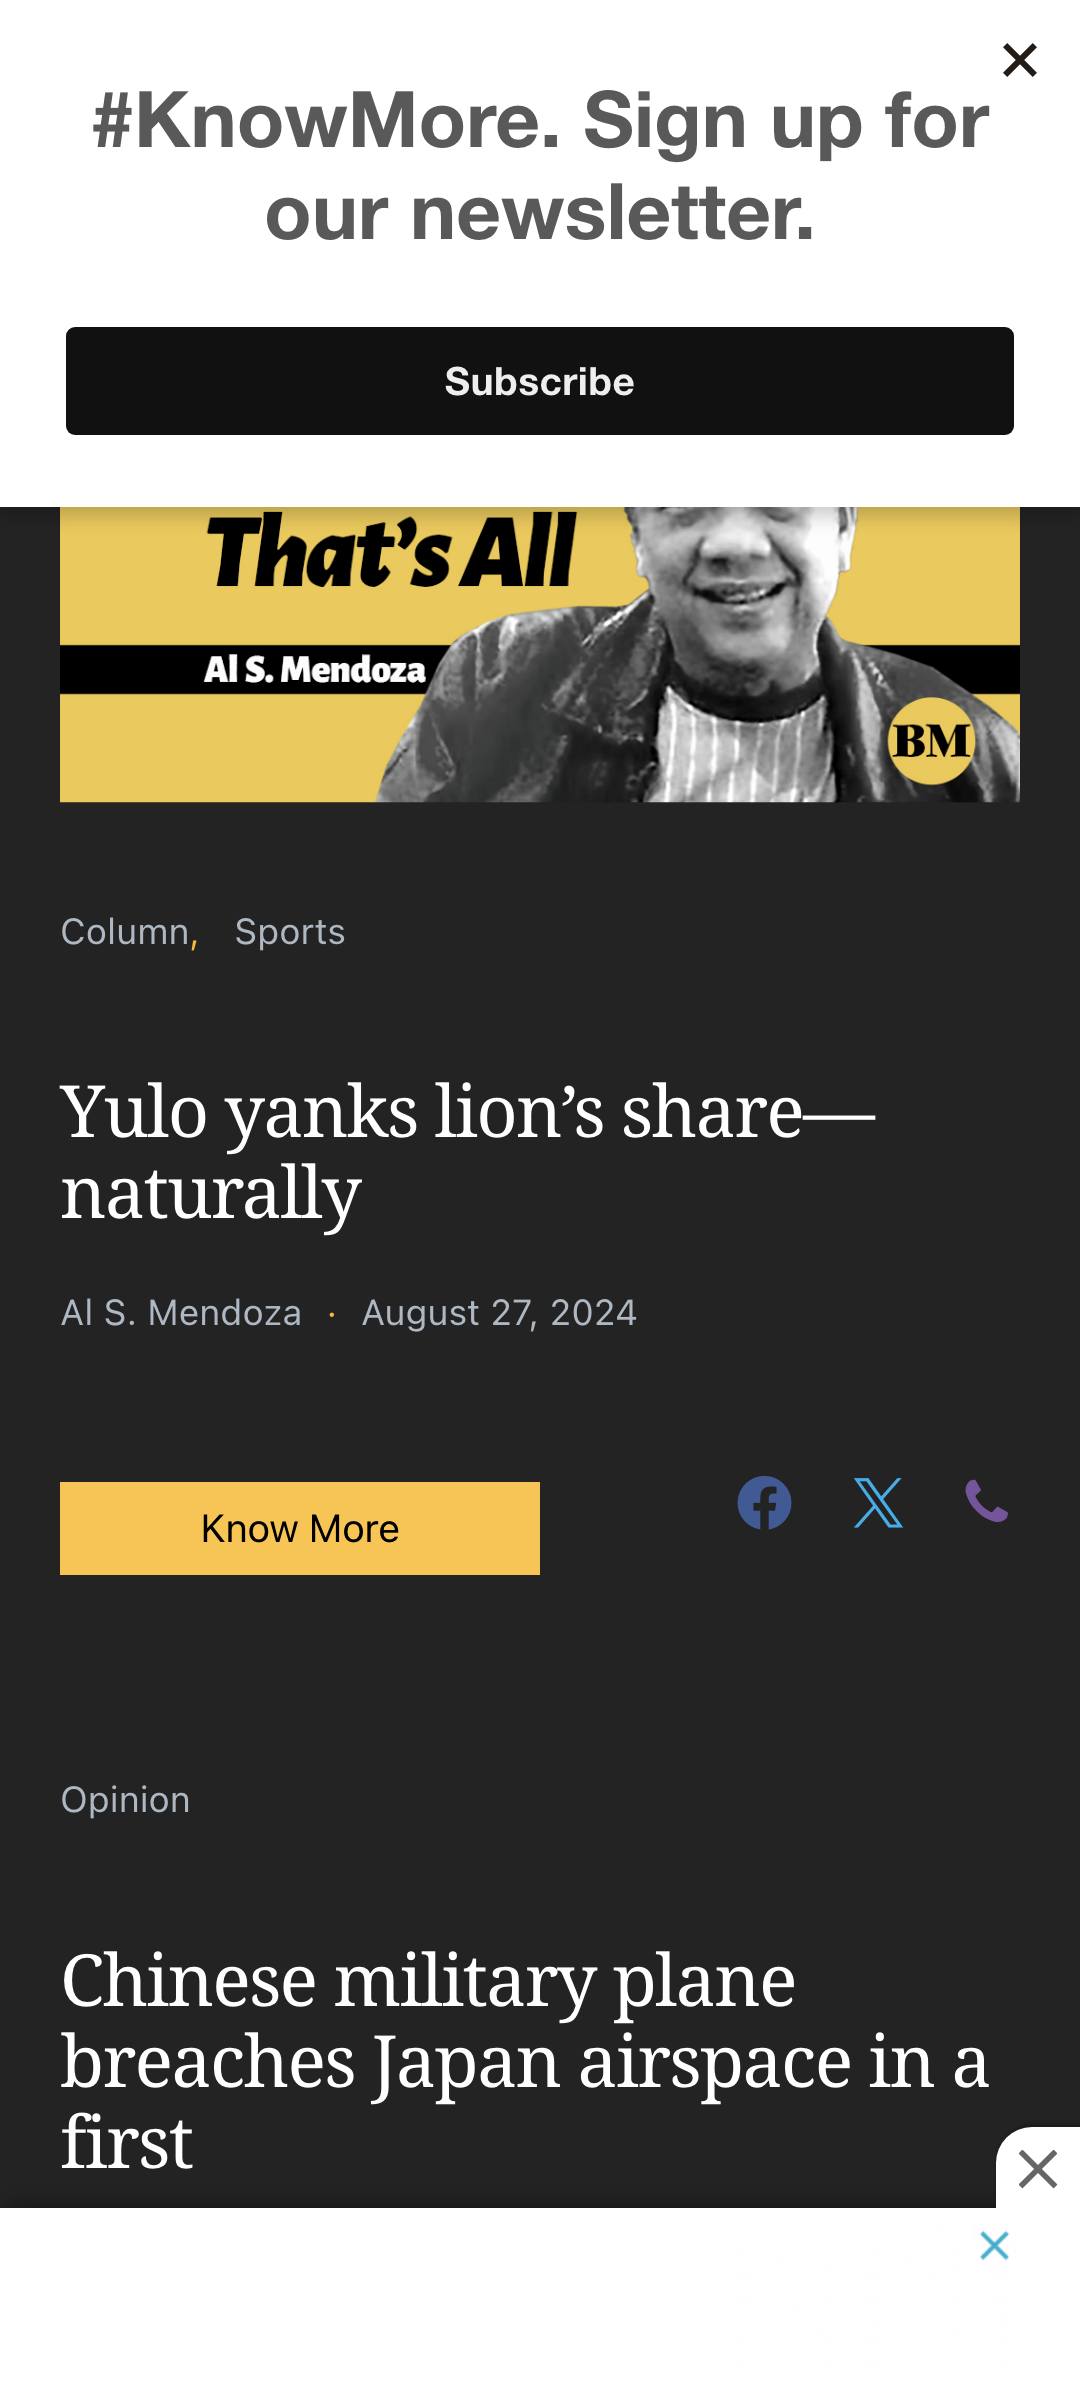 #KnowMore. Sign up for
our newsletter.
Subscribe
That’s All
Al S. Mendoza
BM
Column, Sports
Yulo yanks lion’s share—
naturally
Al S. Mendoza · August 27, 2024
Know More
Opinion
Chinese military plane
breaches Japan airspace in a
first